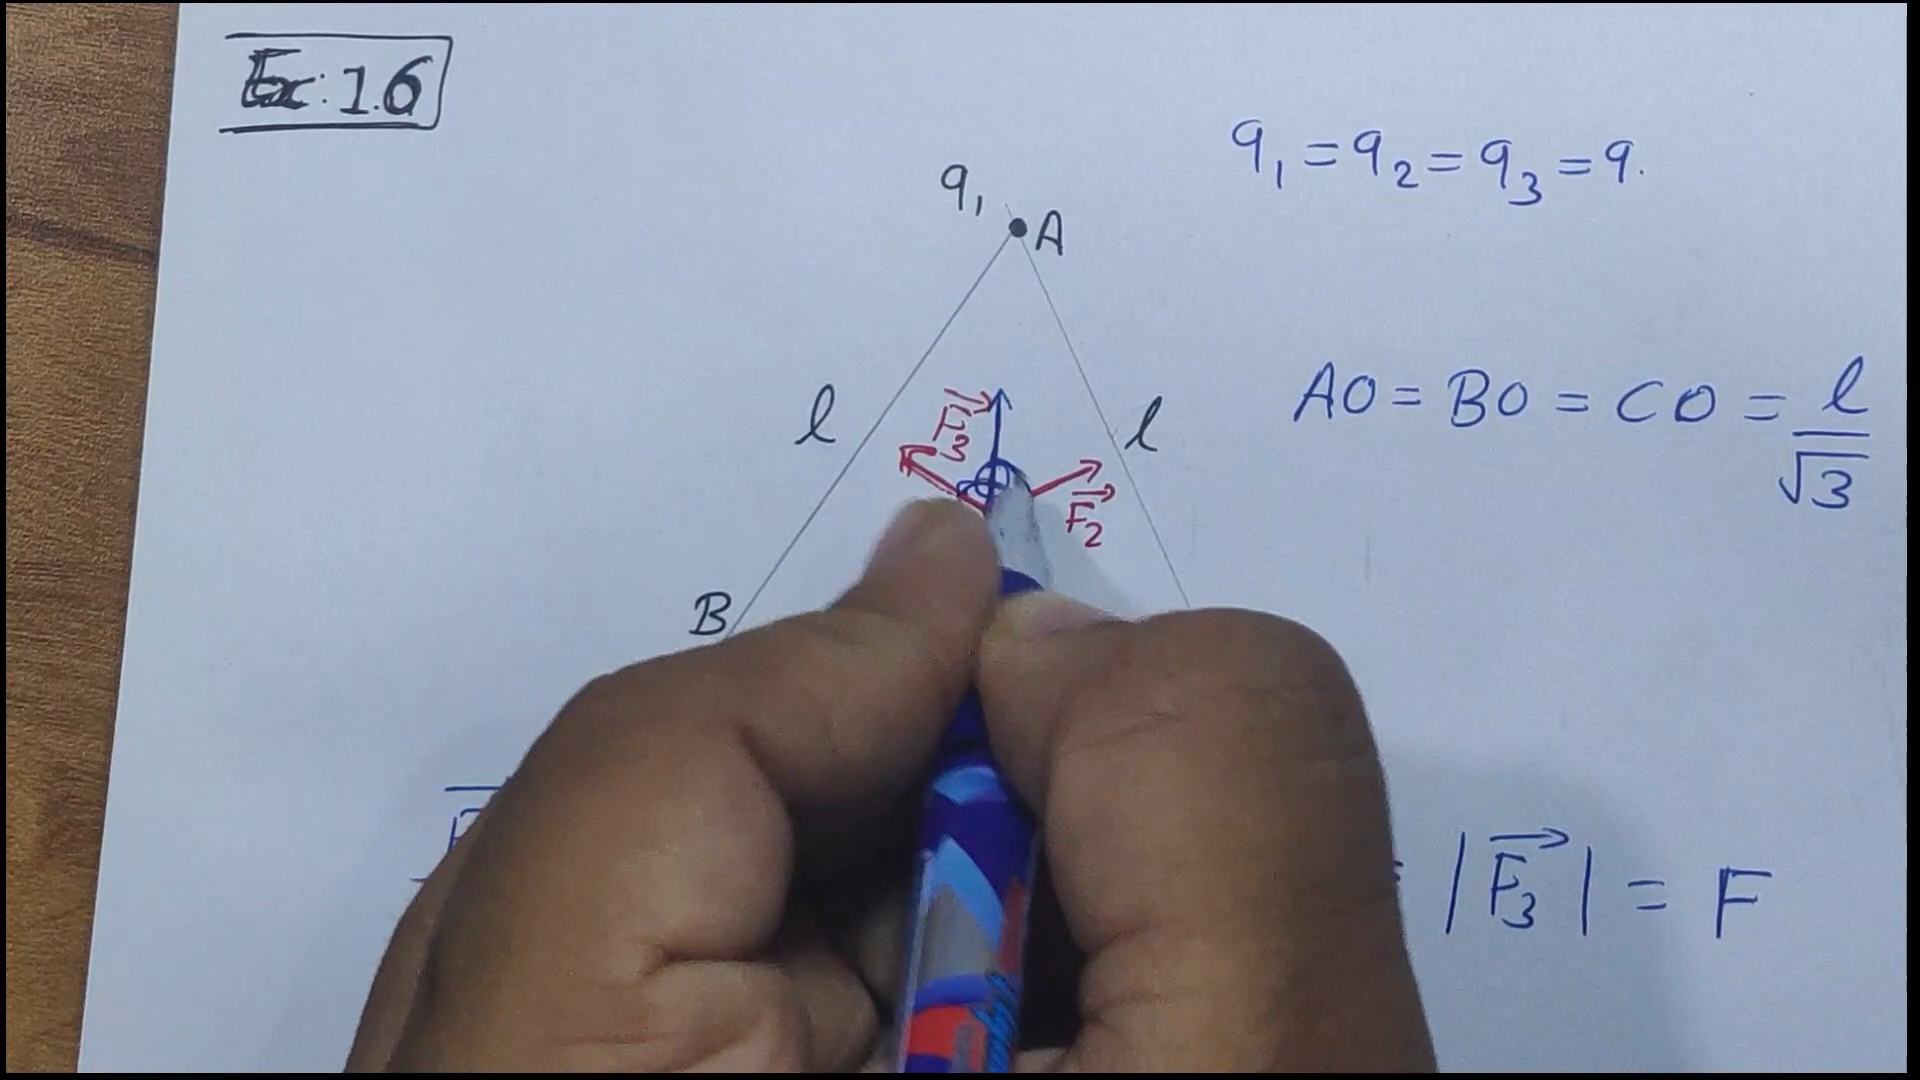 Ex: 1.6
q₁ = q₂ = q₃ = q.
q₁
A
l
l
F₃
F₂
AO = BO = CO = l/√3
B
= |F₃| = F